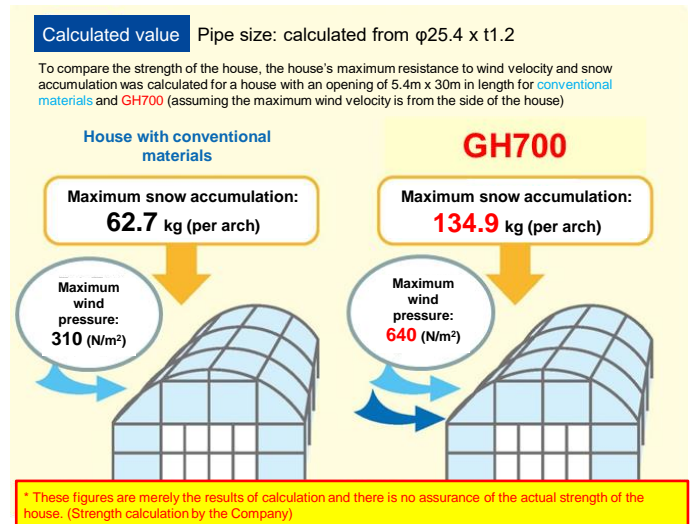 Calculated value Pipe size: calculated from φ25.4 x t1.2
To compare the strength of the house, the house's maximum resistance to wind velocity and snow
accumulation was calculated for a house with an opening of 5.4m x 30m in length for conventional
materials and GH700 (assuming the maximum wind velocity is from the side of the house)
House with conventional
materials
Maximum snow accumulation:
62.7 kg (per arch)
Maximum
wind
pressure:
310 (N/m²)
GH700
Maximum snow accumulation:
134.9 kg (per arch)
Maximum
wind
pressure:
640 (N/m²)
* These figures are merely the results of calculation and there is no assurance of the actual strength of the
house. (Strength calculation by the Company)